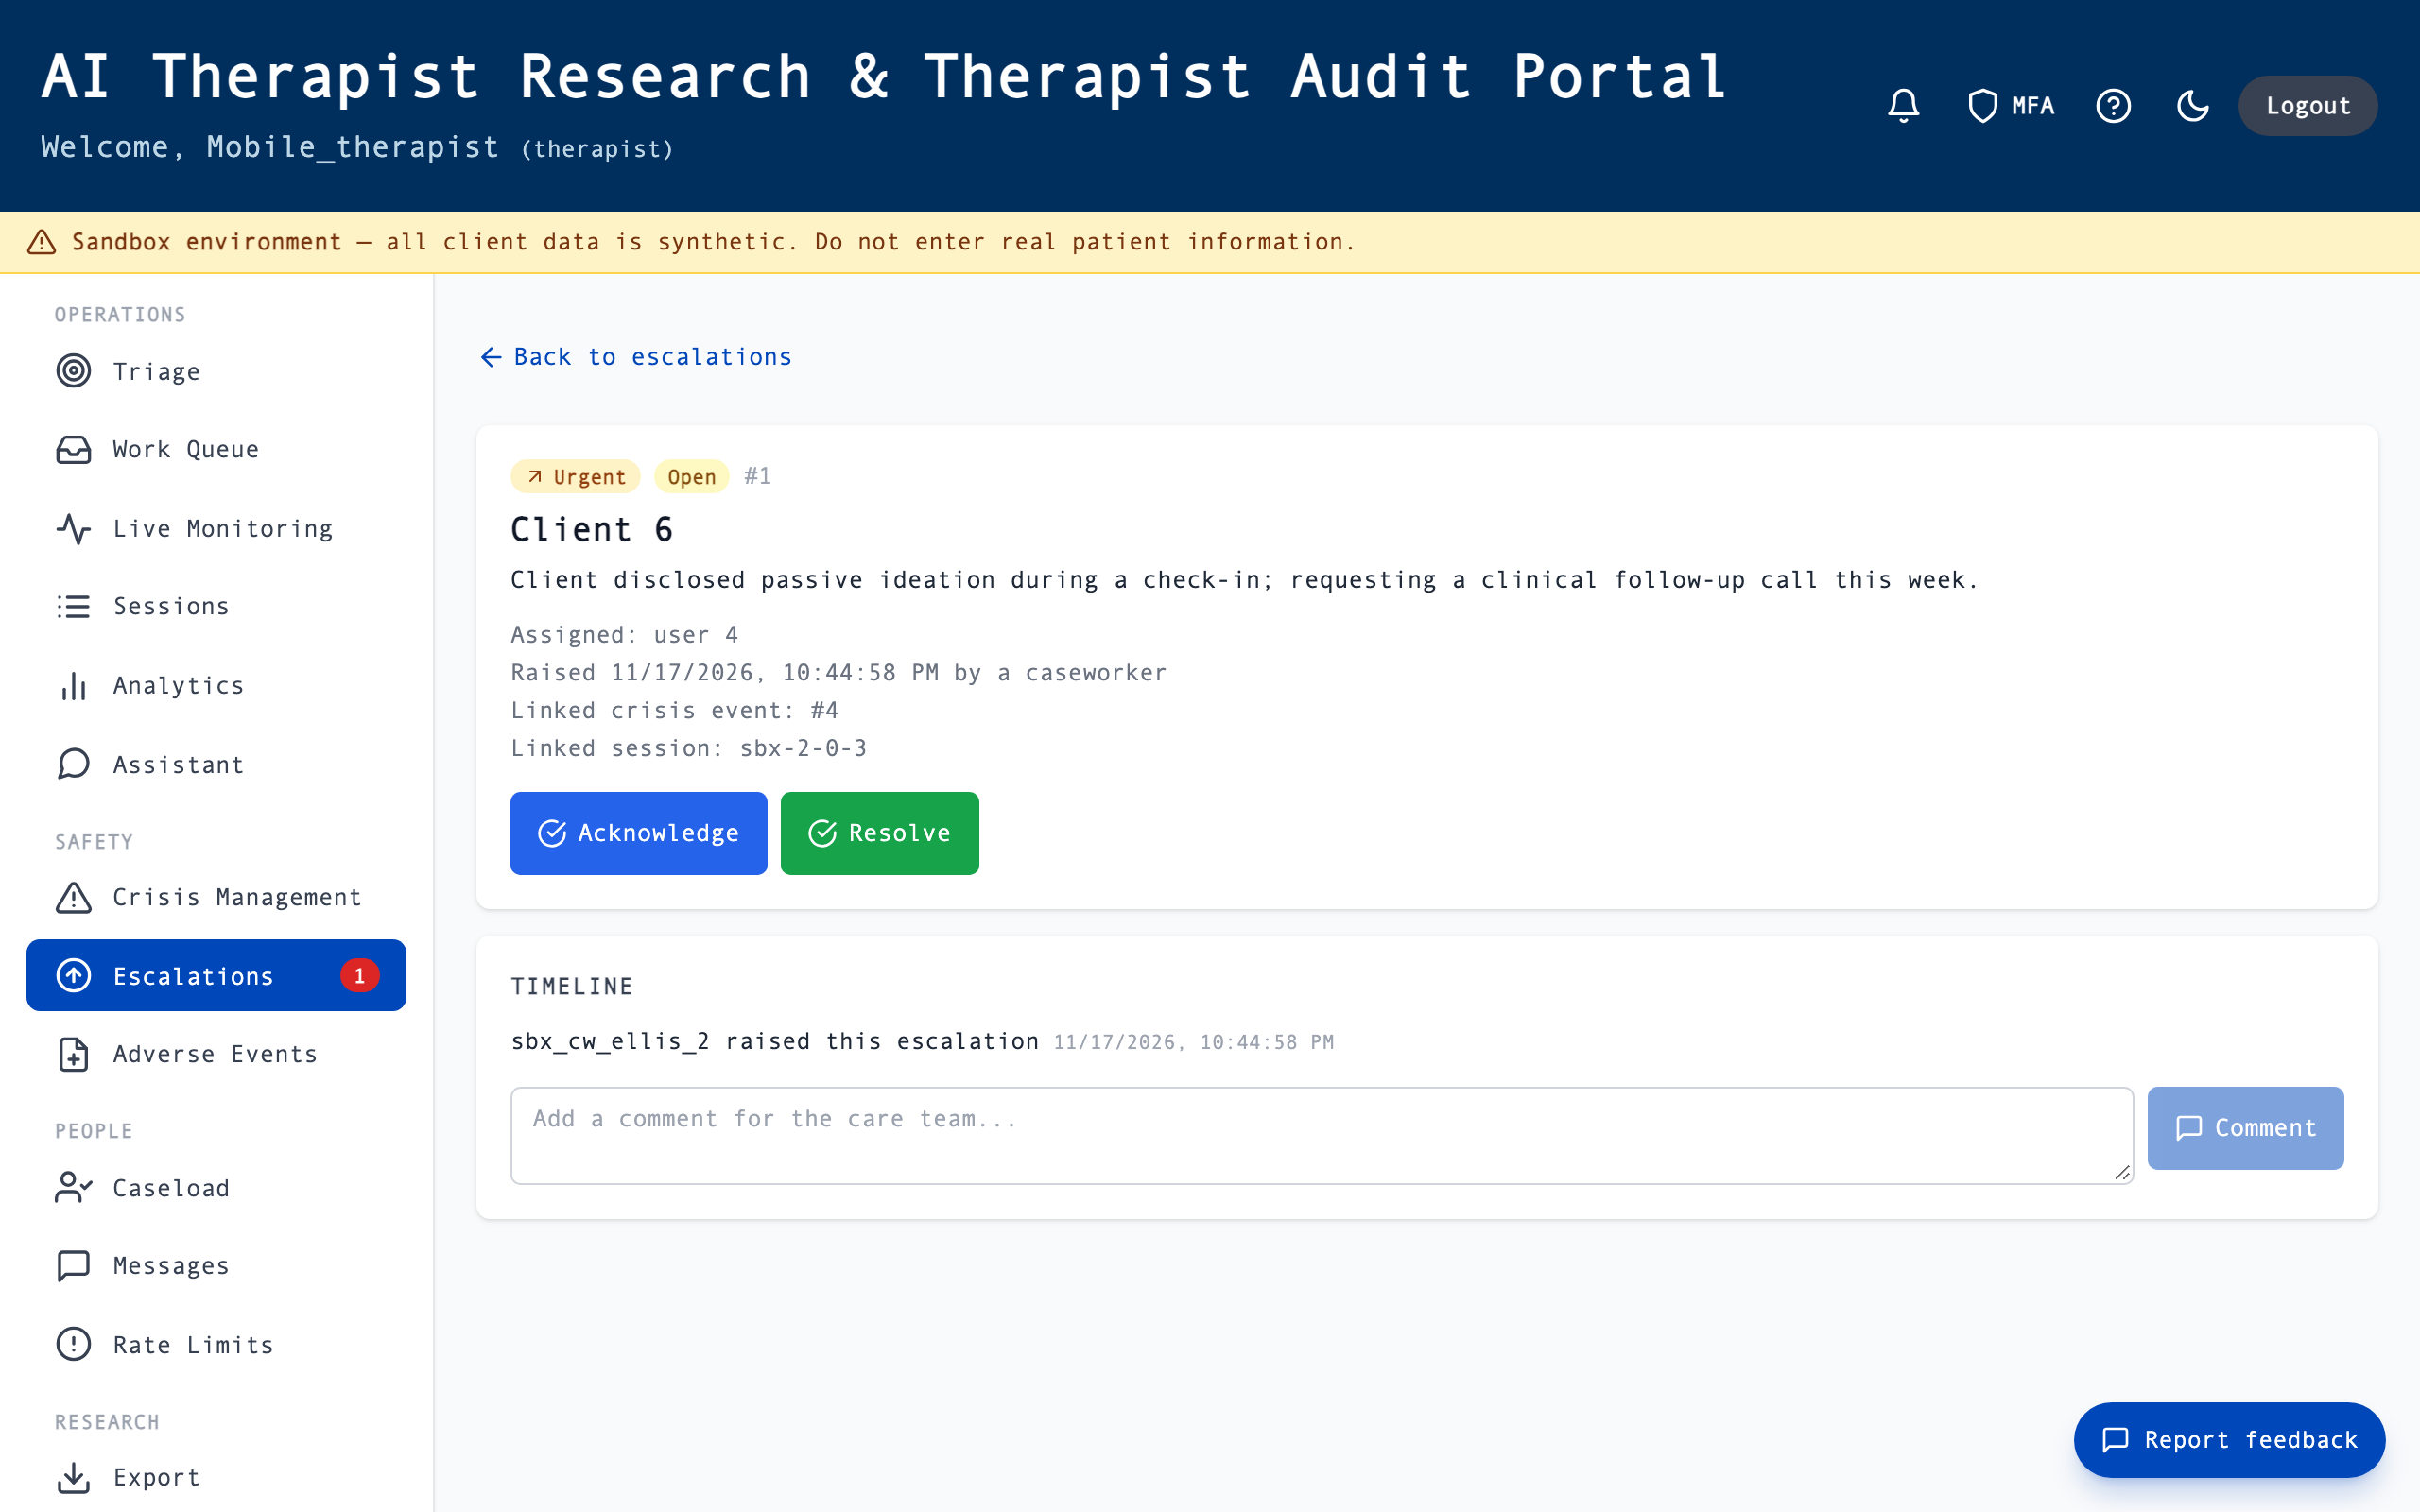 AI Therapist Research & Therapist Audit Portal
Welcome, Mobile_therapist (therapist)
MFA
Logout
Sandbox environment — all client data is synthetic. Do not enter real patient information.
OPERATIONS
Triage
Work Queue
Live Monitoring
Sessions
Analytics
Assistant
SAFETY
Crisis Management
Escalations 1
Adverse Events
PEOPLE
Caseload
Messages
Rate Limits
RESEARCH
Export
Back to escalations
Urgent Open #1
Client 6
Client disclosed passive ideation during a check-in; requesting a clinical follow-up call this week.
Assigned: user 4
Raised 11/17/2026, 10:44:58 PM by a caseworker
Linked crisis event: #4
Linked session: sbx-2-0-3
Acknowledge
Resolve
TIMELINE
sbx_cw_ellis_2 raised this escalation 11/17/2026, 10:44:58 PM
Add a comment for the care team...
Comment
Report feedback